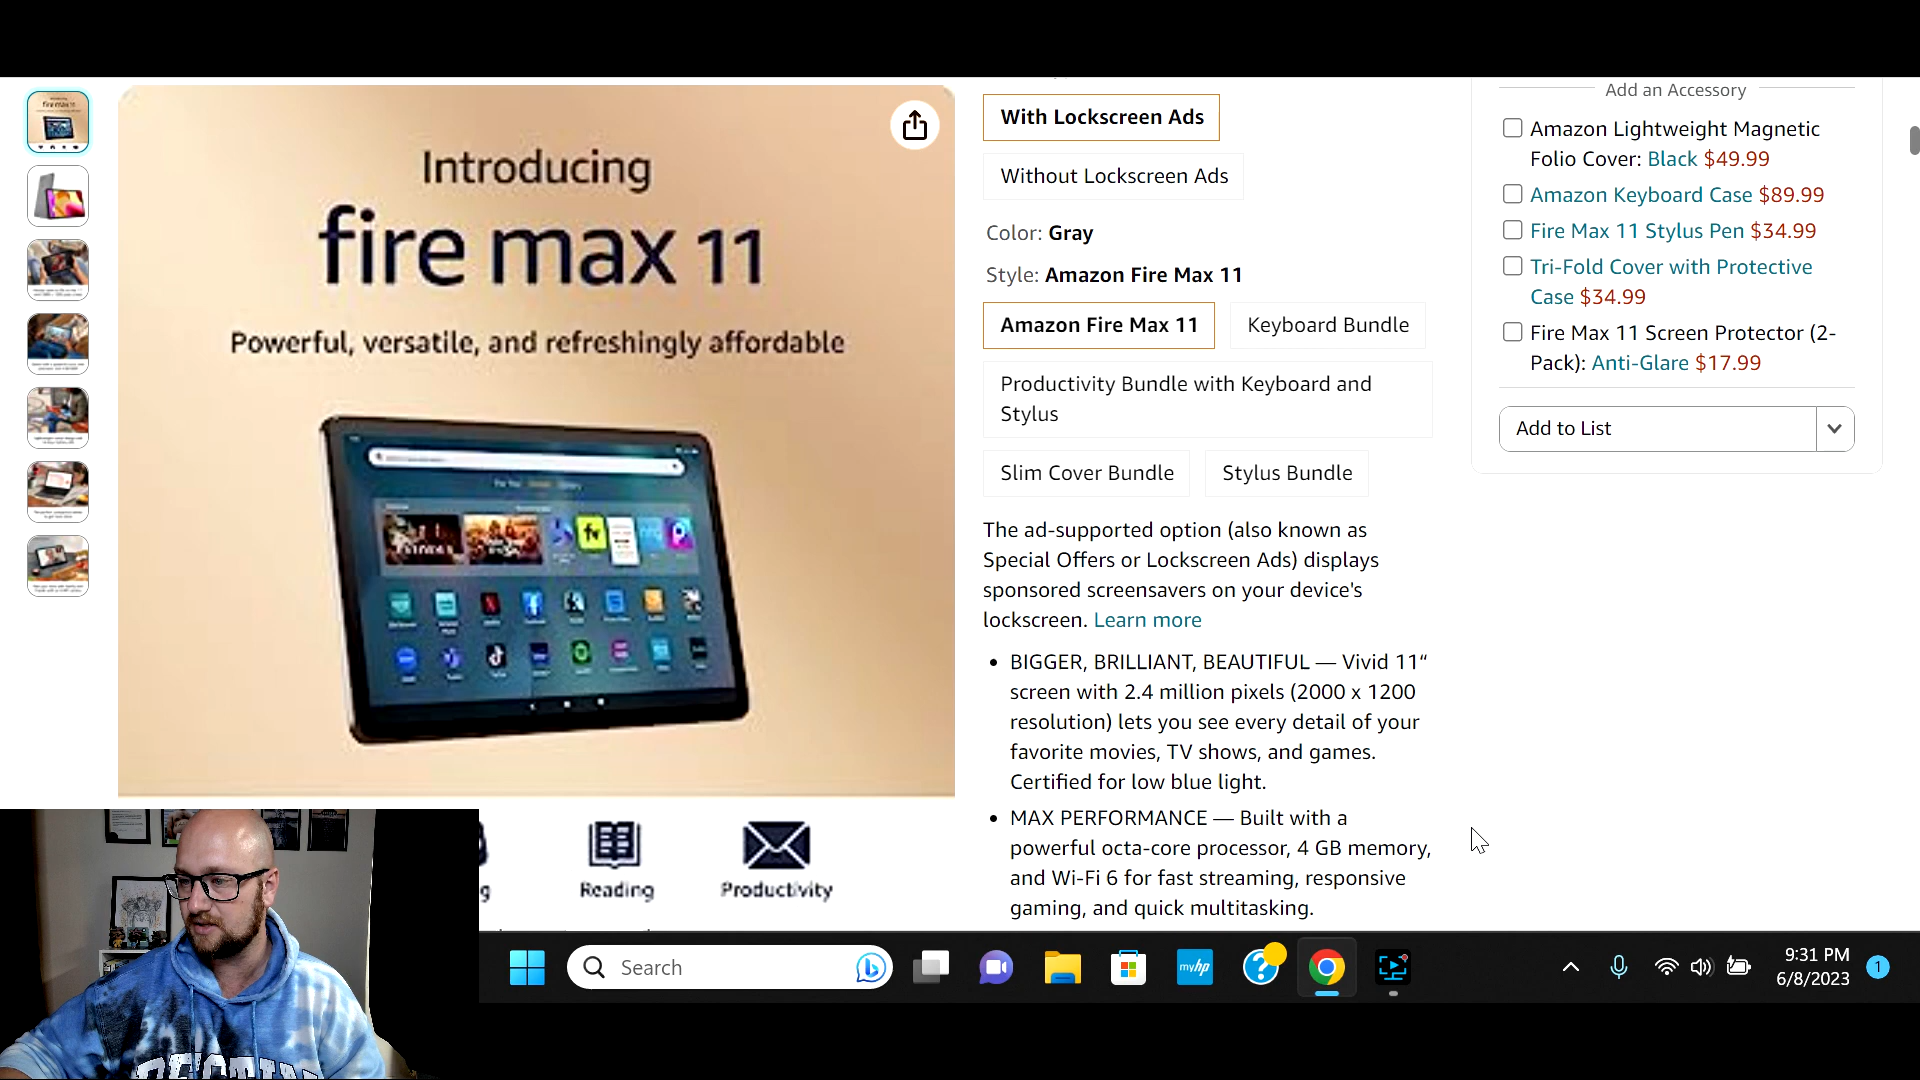 Introducing
fire max 11
Powerful, versatile, and refreshingly affordable
Reading
Productivity
With Lockscreen Ads
Without Lockscreen Ads
Color: Gray
Style: Amazon Fire Max 11
Amazon Fire Max 11
Keyboard Bundle
Productivity Bundle with Keyboard and
Stylus
Slim Cover Bundle
Stylus Bundle
The ad-supported option (also known as
Special Offers or Lockscreen Ads) displays
sponsored screensavers on your device's
lockscreen. Learn more
• BIGGER, BRILLIANT, BEAUTIFUL — Vivid 11“
screen with 2.4 million pixels (2000 x 1200
resolution) lets you see every detail of your
favorite movies, TV shows, and games.
Certified for low blue light.
• MAX PERFORMANCE — Built with a
powerful octa-core processor, 4 GB memory,
and Wi-Fi 6 for fast streaming, responsive
gaming, and quick multitasking.
Add an Accessory
Amazon Lightweight Magnetic
Folio Cover: Black $49.99
Amazon Keyboard Case $89.99
Fire Max 11 Stylus Pen $34.99
Tri-Fold Cover with Protective
Case $34.99
Fire Max 11 Screen Protector (2-
Pack): Anti-Glare $17.99
Add to List
Search
myhp
9:31 PM
6/8/2023
1